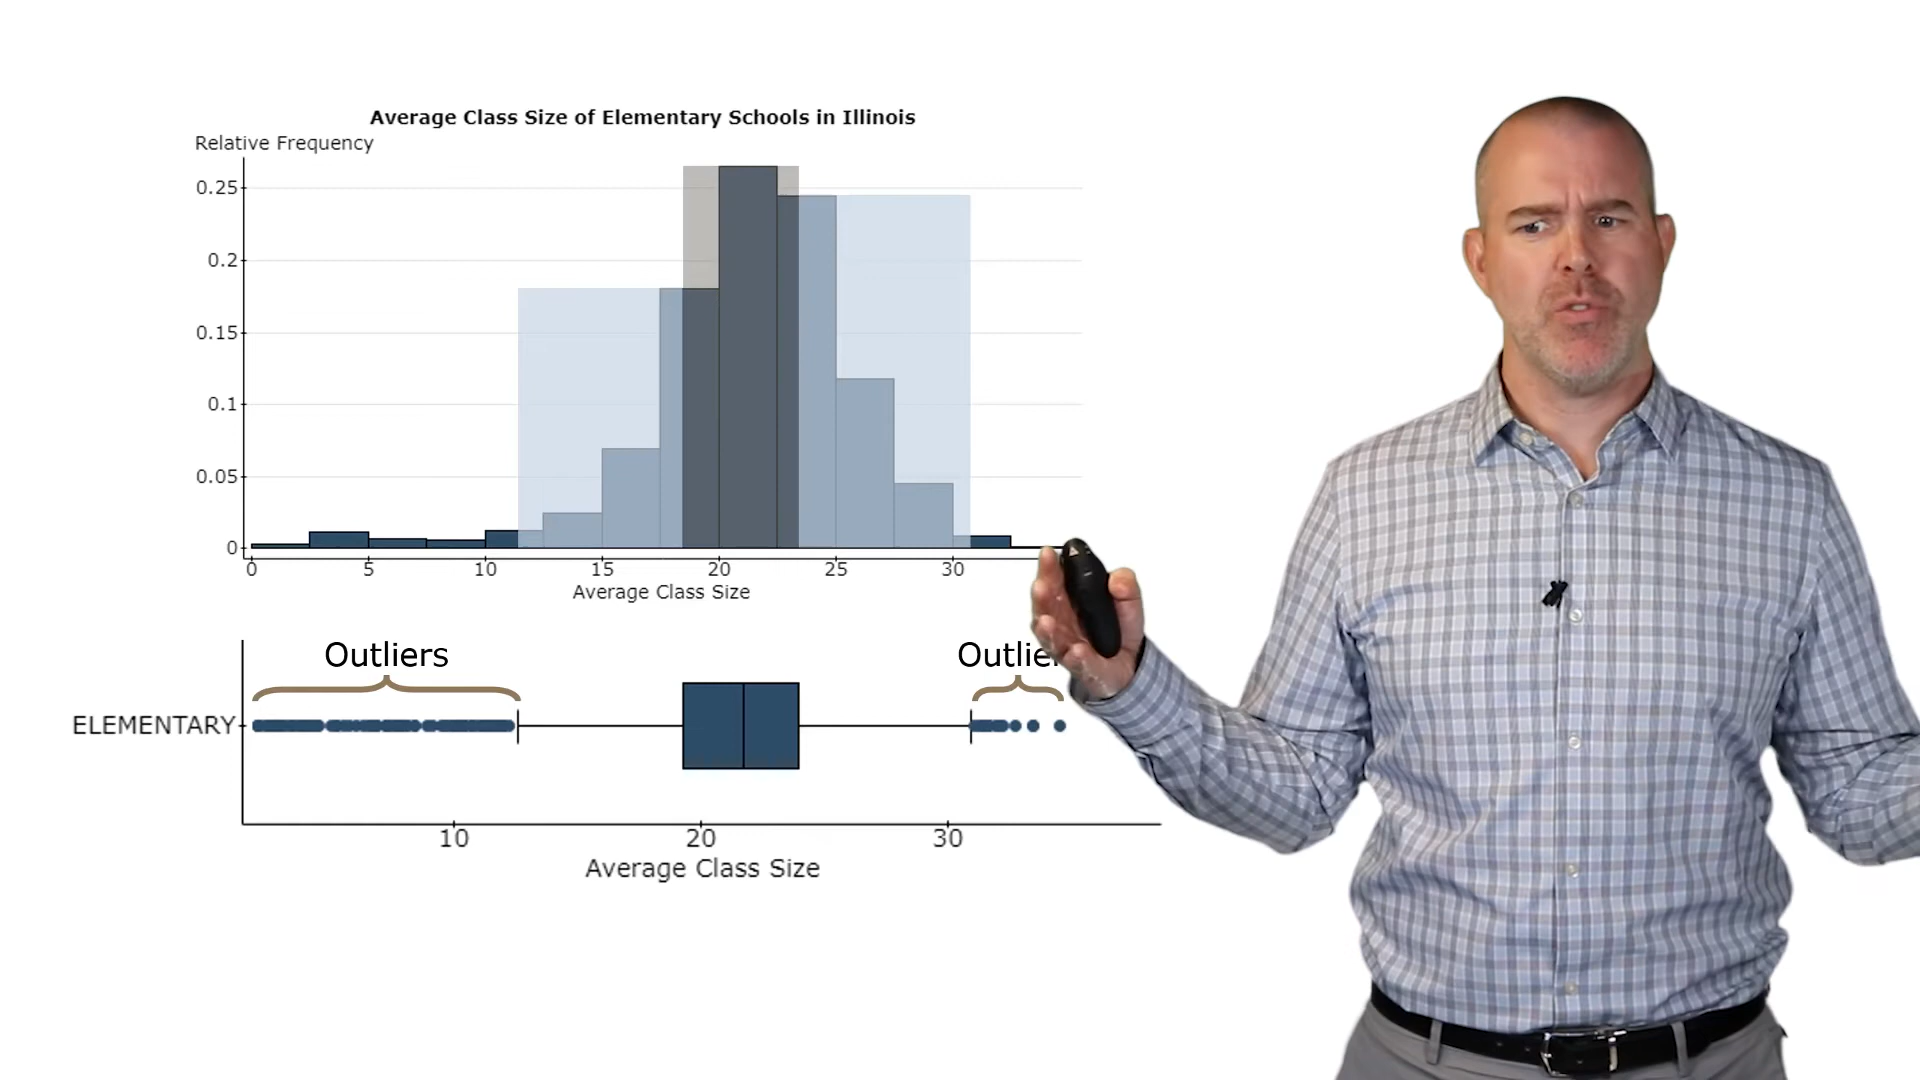 Average Class Size of Elementary Schools in Illinois
Relative Frequency
0.25
0.2
0.15
0.1
0.05
0
0 5 10 15 20 25 30
Average Class Size
Outliers
ELEMENTARY
10 20 30
Average Class Size